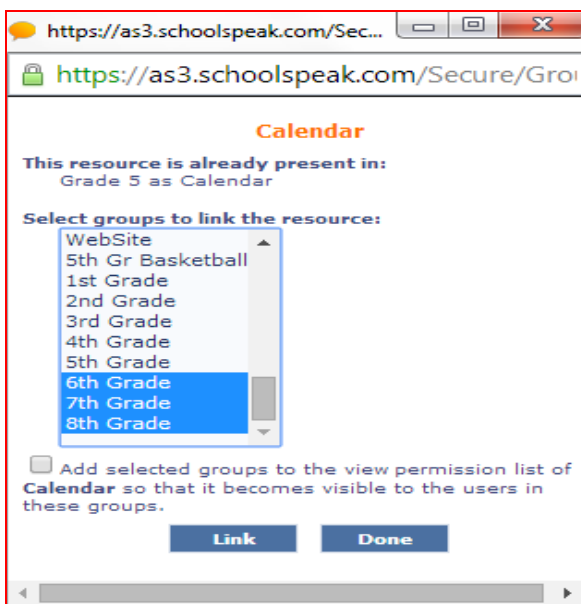 https://as3.schoolspeak.com/Sec...
https://as3.schoolspeak.com/Secure/Grou
Calendar
This resource is already present in:
Grade 5 as Calendar
Select groups to link the resource:
WebSite
5th Gr Basketball
1st Grade
2nd Grade
3rd Grade
4th Grade
5th Grade
6th Grade
7th Grade
8th Grade
Add selected groups to the view permission list of
Calendar so that it becomes visible to the users in
these groups.
Link Done